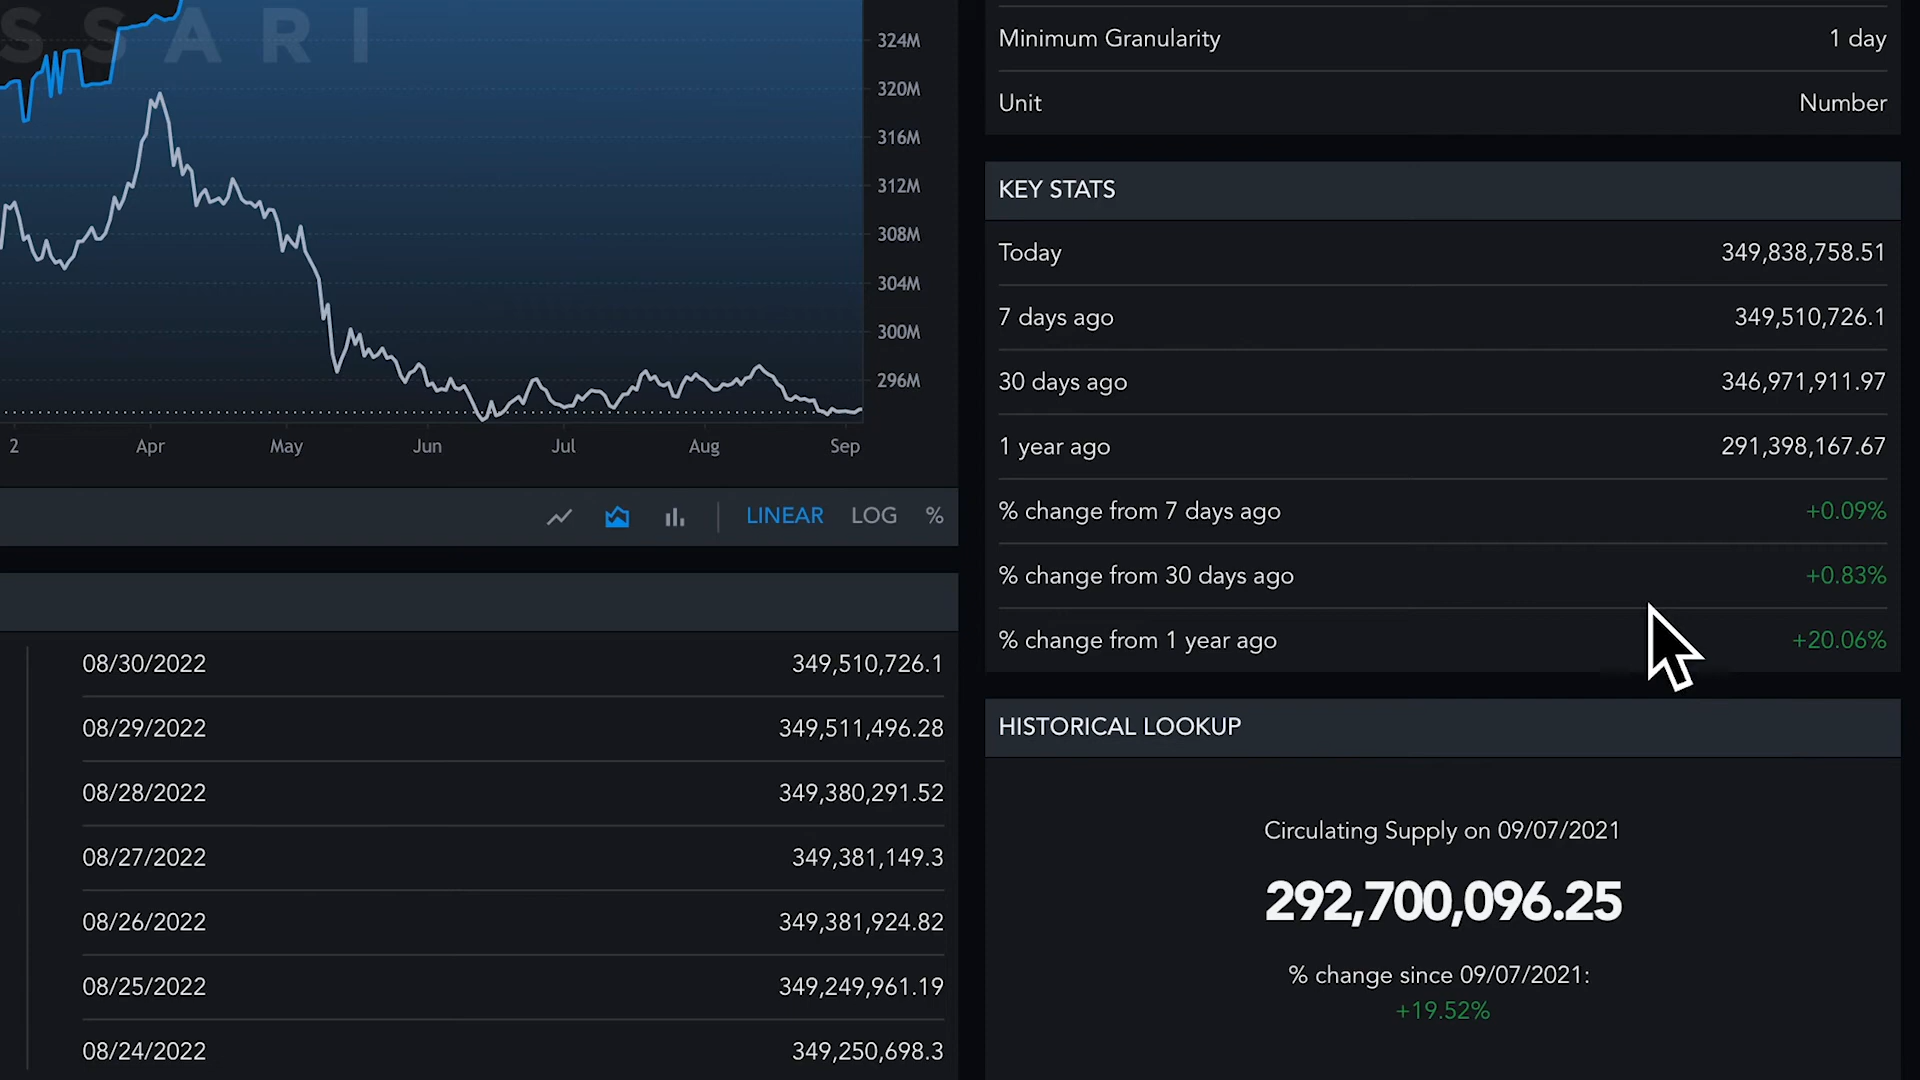 SSARI
324M
320M
316M
312M
308M
304M
300M
296M
2 Apr May Jun Jul Aug Sep
LINEAR LOG %
08/30/2022 349,510,726.1
08/29/2022 349,511,496.28
08/28/2022 349,380,291.52
08/27/2022 349,381,149.3
08/26/2022 349,381,924.82
08/25/2022 349,249,961.19
08/24/2022 349,250,698.3
Minimum Granularity 1 day
Unit Number
KEY STATS
Today 349,838,758.51
7 days ago 349,510,726.1
30 days ago 346,971,911.97
1 year ago 291,398,167.67
% change from 7 days ago +0.09%
% change from 30 days ago +0.83%
% change from 1 year ago +20.06%
HISTORICAL LOOKUP
Circulating Supply on 09/07/2021
292,700,096.25
% change since 09/07/2021:
+19.52%